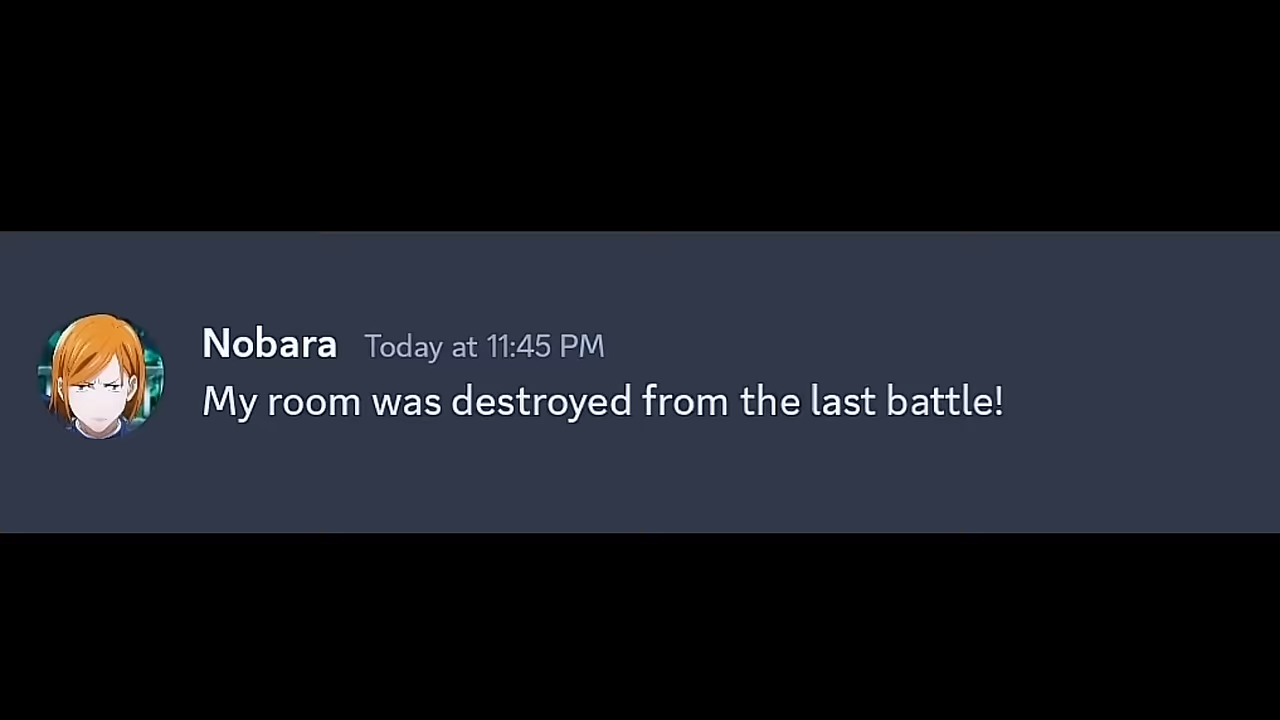 Nobara Today at 11:45 PM
My room was destroyed from the last battle!